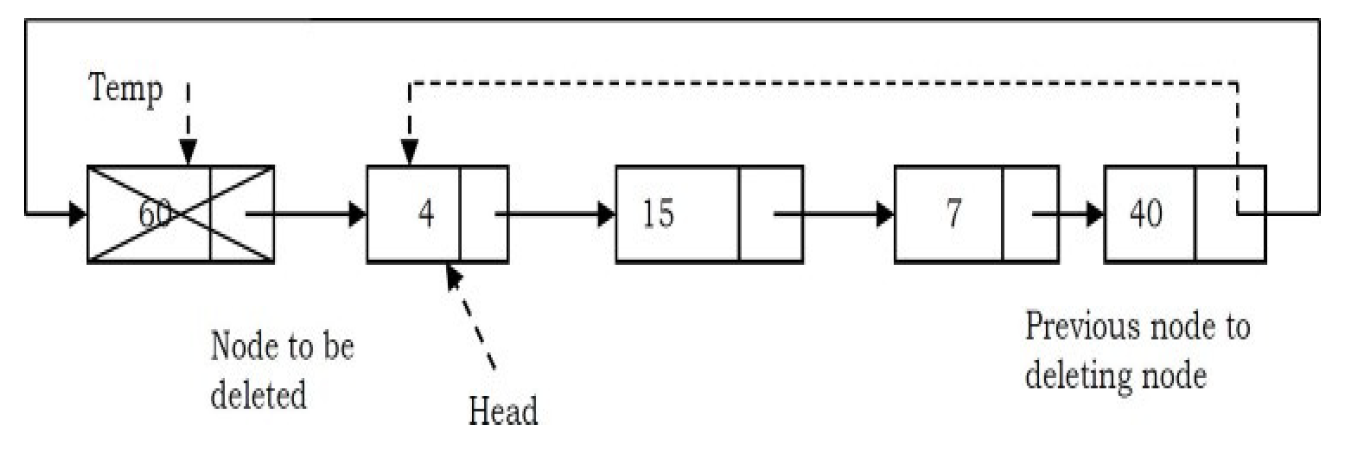 Temp
60
4
15
7
40
Node to be
deleted
Head
Previous node to
deleting node